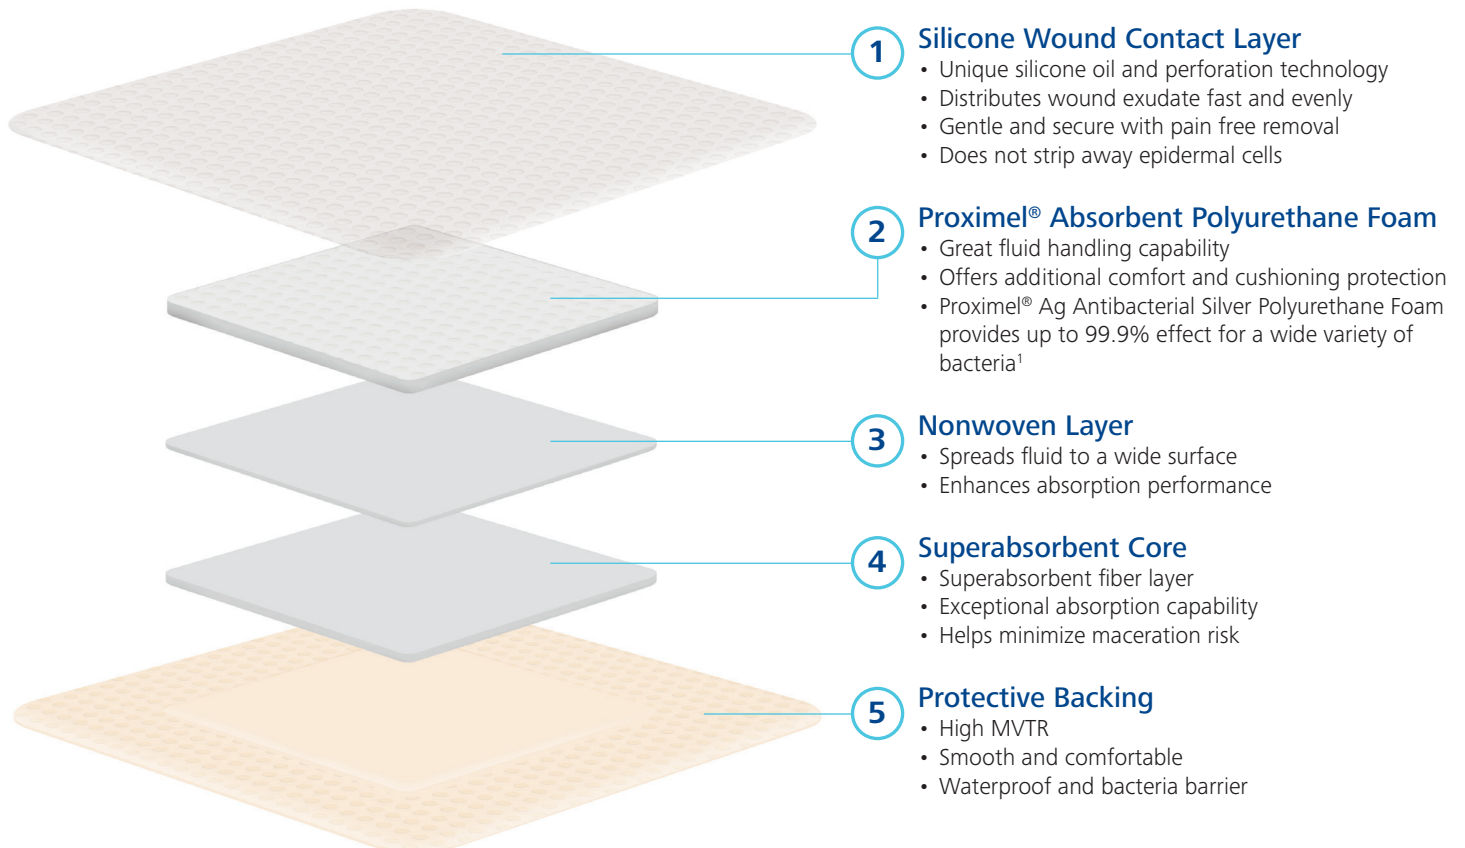 1
Silicone Wound Contact Layer
• Unique silicone oil and perforation technology
• Distributes wound exudate fast and evenly
• Gentle and secure with pain free removal
• Does not strip away epidermal cells
2
Proximel® Absorbent Polyurethane Foam
• Great fluid handling capability
• Offers additional comfort and cushioning protection
• Proximel® Ag Antibacterial Silver Polyurethane Foam
provides up to 99.9% effect for a wide variety of
bacteria¹
3
Nonwoven Layer
• Spreads fluid to a wide surface
• Enhances absorption performance
4
Superabsorbent Core
• Superabsorbent fiber layer
• Exceptional absorption capability
• Helps minimize maceration risk
5
Protective Backing
• High MVTR
• Smooth and comfortable
• Waterproof and bacteria barrier